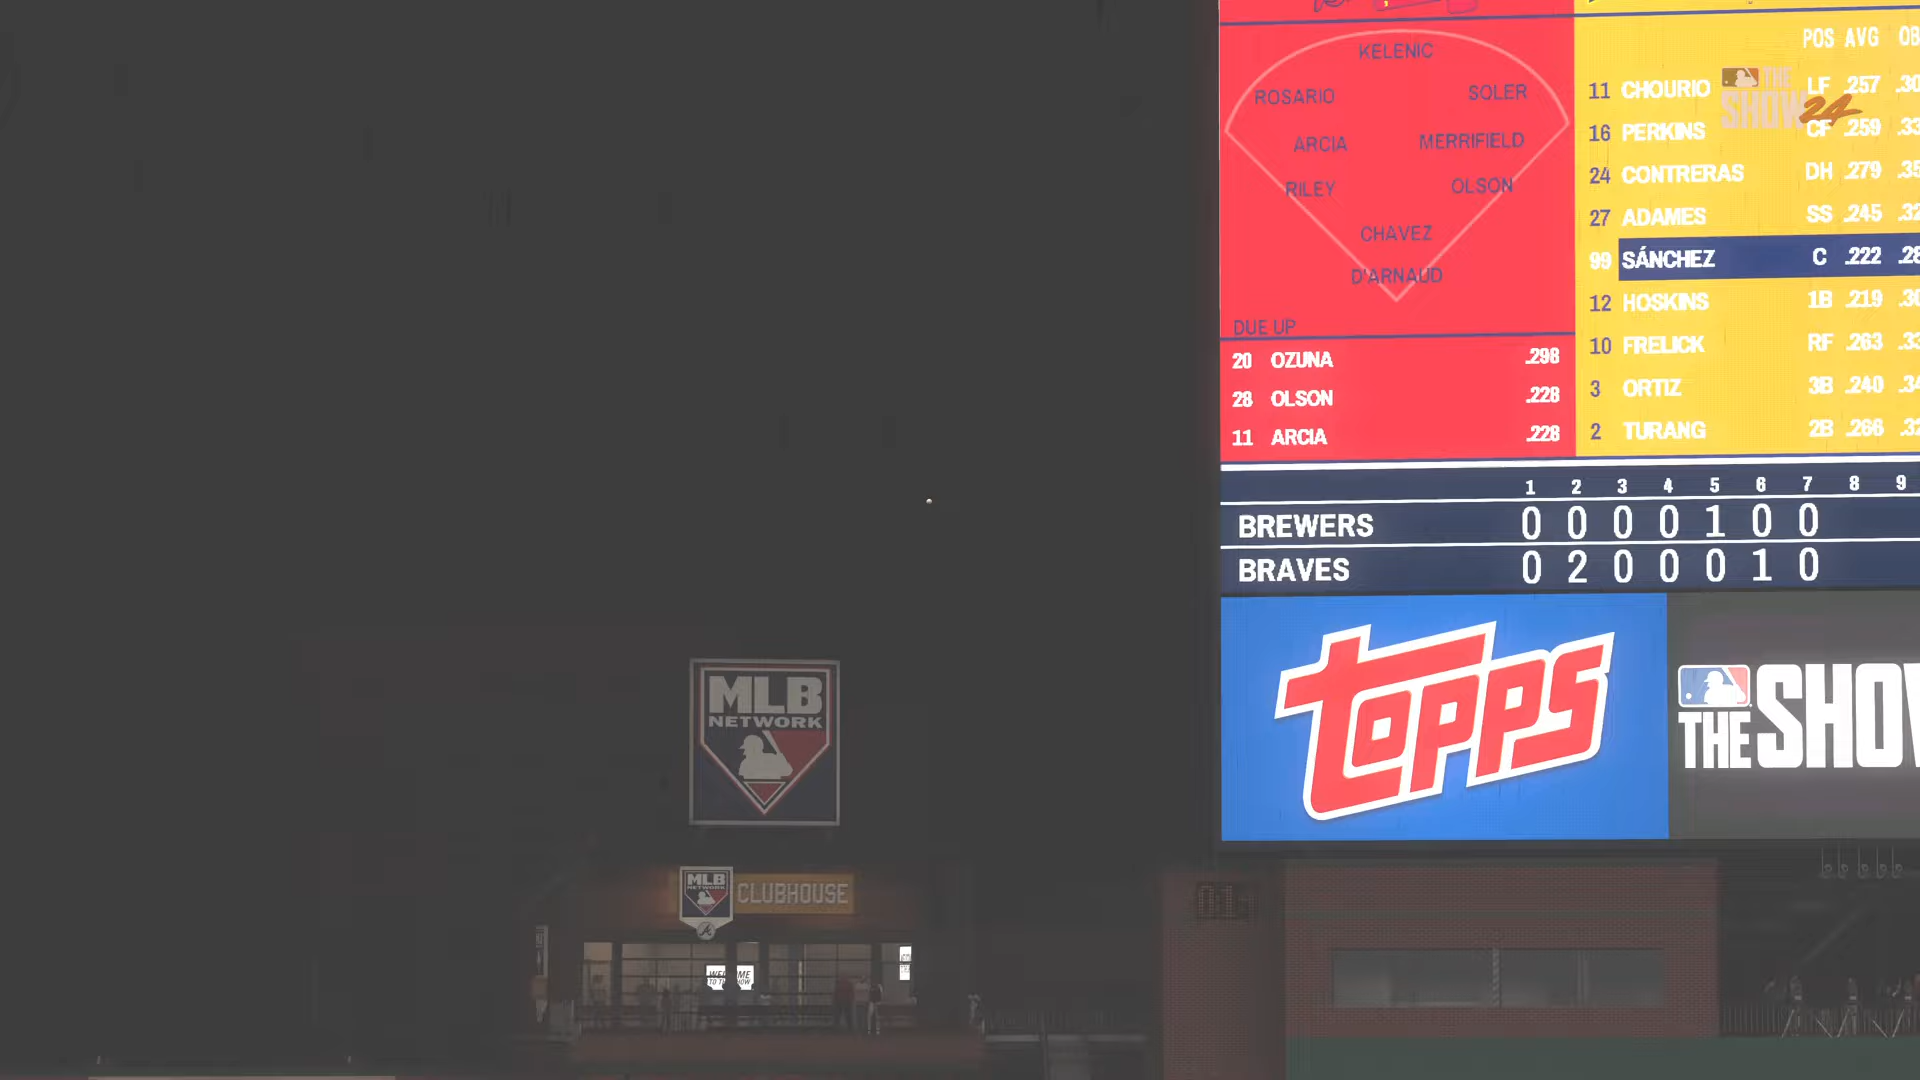 KELENIC
ROSARIO SOLER
ARCIA MERRIFIELD
RILEY OLSON
CHAVEZ
D'ARNAUD
DUE UP
20 OZUNA .298
28 OLSON .228
11 ARCIA .228
POS AVG
11 CHOURIO LF .257
16 PERKINS CF .259
24 CONTRERAS DH .279
27 ADAMES SS .245
99 SÁNCHEZ C .222
12 HOSKINS 1B .219
10 FRELICK RF .263
3 ORTIZ 3B .240
2 TURANG 2B .266
THE
SHOW 24
1 2 3 4 5 6 7 8 9
BREWERS 0 0 0 0 1 0 0
BRAVES 0 2 0 0 0 1 0
TOPPS
THE SHOW
MLB
NETWORK
MLB
NETWORK
CLUBHOUSE